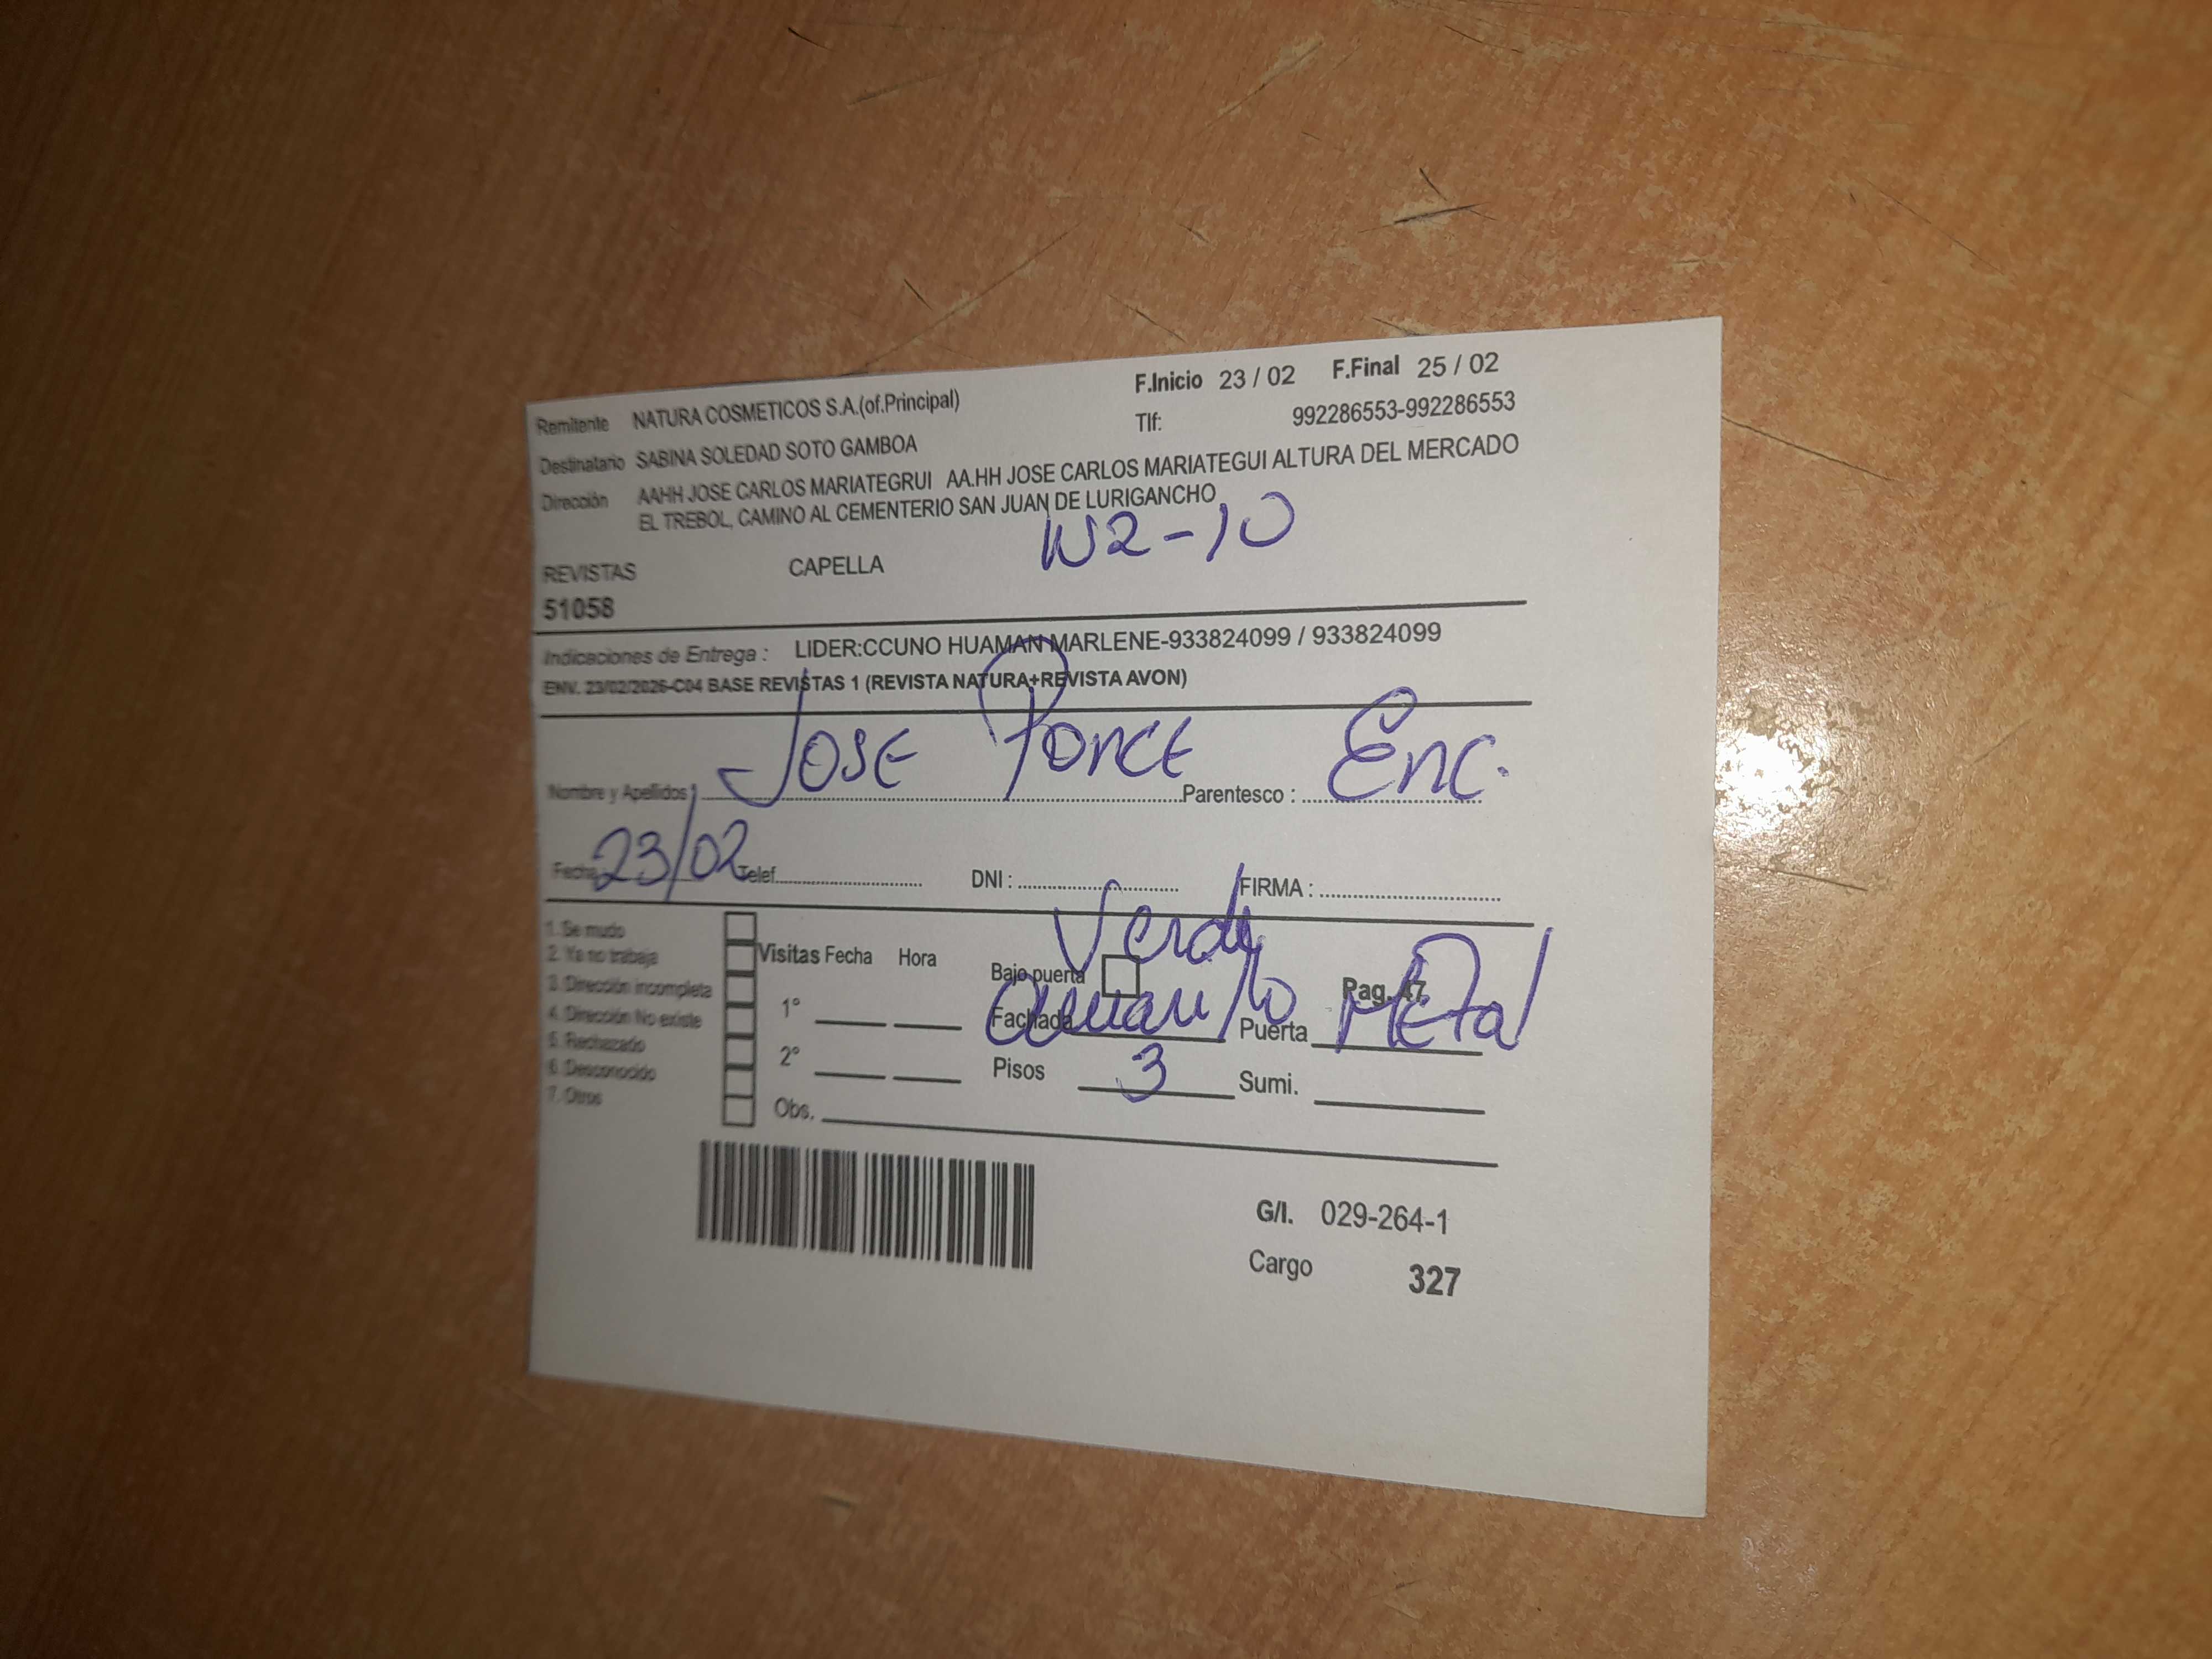 Remitente NATURA COSMETICOS S.A.(of.Principal) F.Inicio 23 / 02 F.Final 25 / 02
Destinatario SABINA SOLEDAD SOTO GAMBOA Tlf: 992286553-992286553
Dirección AAHH JOSE CARLOS MARIATEGRUI AA.HH JOSE CARLOS MARIATEGUI ALTURA DEL MERCADO
EL TREBOL, CAMINO AL CEMENTERIO SAN JUAN DE LURIGANCHO
REVISTAS CAPELLA W2-10
51058
Indicaciones de Entrega : LIDER:CCUNO HUAMAN MARLENE-933824099 / 933824099
ENV. 23/02/2026-C04 BASE REVISTAS 1 (REVISTA NATURA+REVISTA AVON)
Nombre y Apellidos JOSE PONCE Parentesco : Enc.
Fecha 23/02 Telef. DNI : FIRMA :
1. Se mudo
2. Ya no trabaja
3. Dirección incompleta
4. Dirección No existe
5. Rechazado
6. Desconocido
7. Otros
Visitas Fecha Hora
1°
2°
Obs.
Verde
Bajo puerta Pag. 47
Fachada Amarillo Puerta Metal
Pisos 3 Sumi.
G/I. 029-264-1
Cargo 327